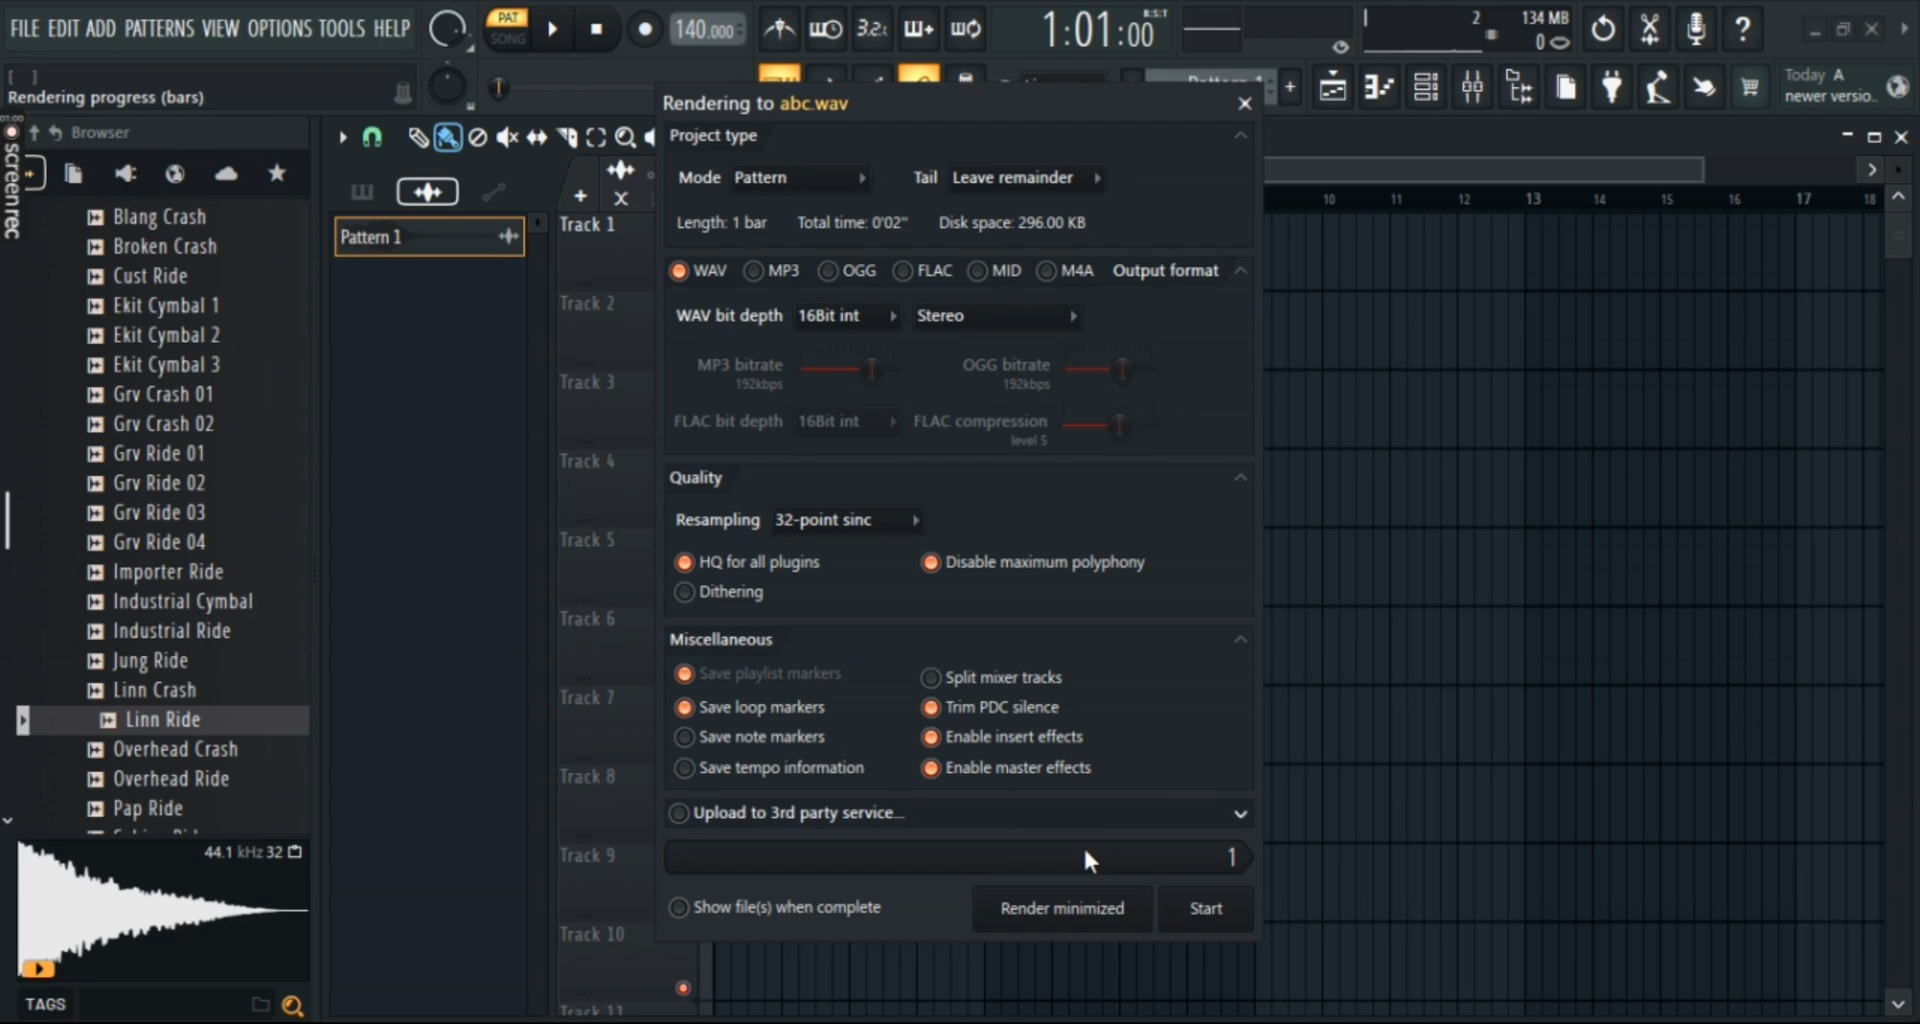 FILE EDIT ADD PATTERNS VIEW OPTIONS TOOLS HELP
PAT
SONG
140.000
3.2.
1:01:00
B:S:T
2
134 MB
0
?
[ ]
Rendering progress (bars)
Today A
newer versio..
screenrec
Browser
Blang Crash
Broken Crash
Cust Ride
Ekit Cymbal 1
Ekit Cymbal 2
Ekit Cymbal 3
Grv Crash 01
Grv Crash 02
Grv Ride 01
Grv Ride 02
Grv Ride 03
Grv Ride 04
Importer Ride
Industrial Cymbal
Industrial Ride
Jung Ride
Linn Crash
Linn Ride
Overhead Crash
Overhead Ride
Pap Ride
44.1 kHz 32
TAGS
Pattern 1
Track 1
Track 2
Track 3
Track 4
Track 5
Track 6
Track 7
Track 8
Track 9
Track 10
Track 11
Rendering to abc.wav
Project type
Mode Pattern Tail Leave remainder
Length: 1 bar Total time: 0'02" Disk space: 296.00 KB
WAV MP3 OGG FLAC MID M4A Output format
WAV bit depth 16Bit int Stereo
MP3 bitrate OGG bitrate
192kbps 192kbps
FLAC bit depth 16Bit int FLAC compression
level 5
Quality
Resampling 32-point sinc
HQ for all plugins Disable maximum polyphony
Dithering
Miscellaneous
Save playlist markers Split mixer tracks
Save loop markers Trim PDC silence
Save note markers Enable insert effects
Save tempo information Enable master effects
Upload to 3rd party service...
1
Show file(s) when complete Render minimized Start
10 11 12 13 14 15 16 17 18